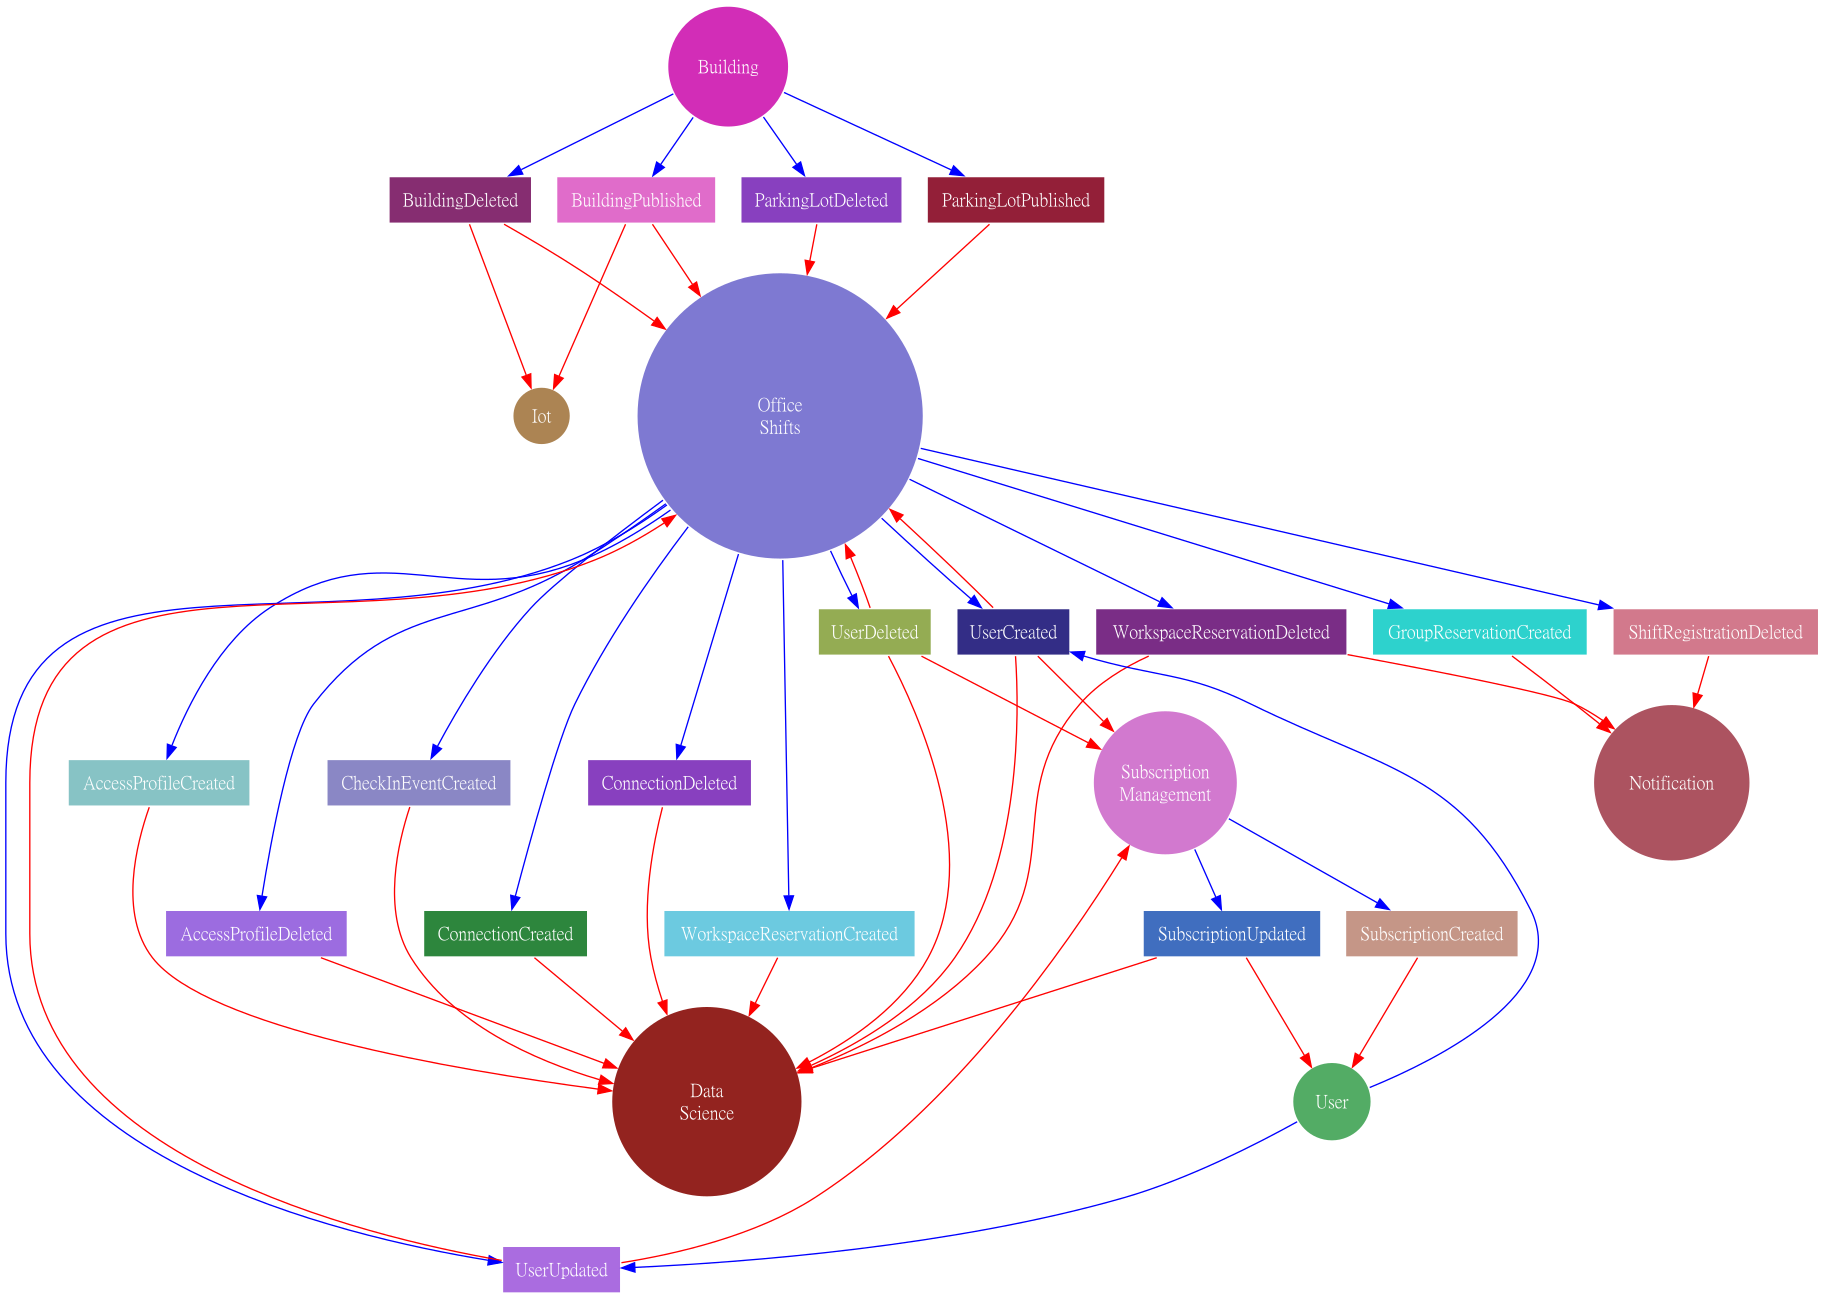 Building
BuildingDeleted
BuildingPublished
ParkingLotDeleted
ParkingLotPublished
Iot
Office
Shifts
UserDeleted
UserCreated
WorkspaceReservationDeleted
GroupReservationCreated
ShiftRegistrationDeleted
AccessProfileCreated
CheckInEventCreated
ConnectionDeleted
Subscription
Management
Notification
AccessProfileDeleted
ConnectionCreated
WorkspaceReservationCreated
SubscriptionUpdated
SubscriptionCreated
Data
Science
User
UserUpdated